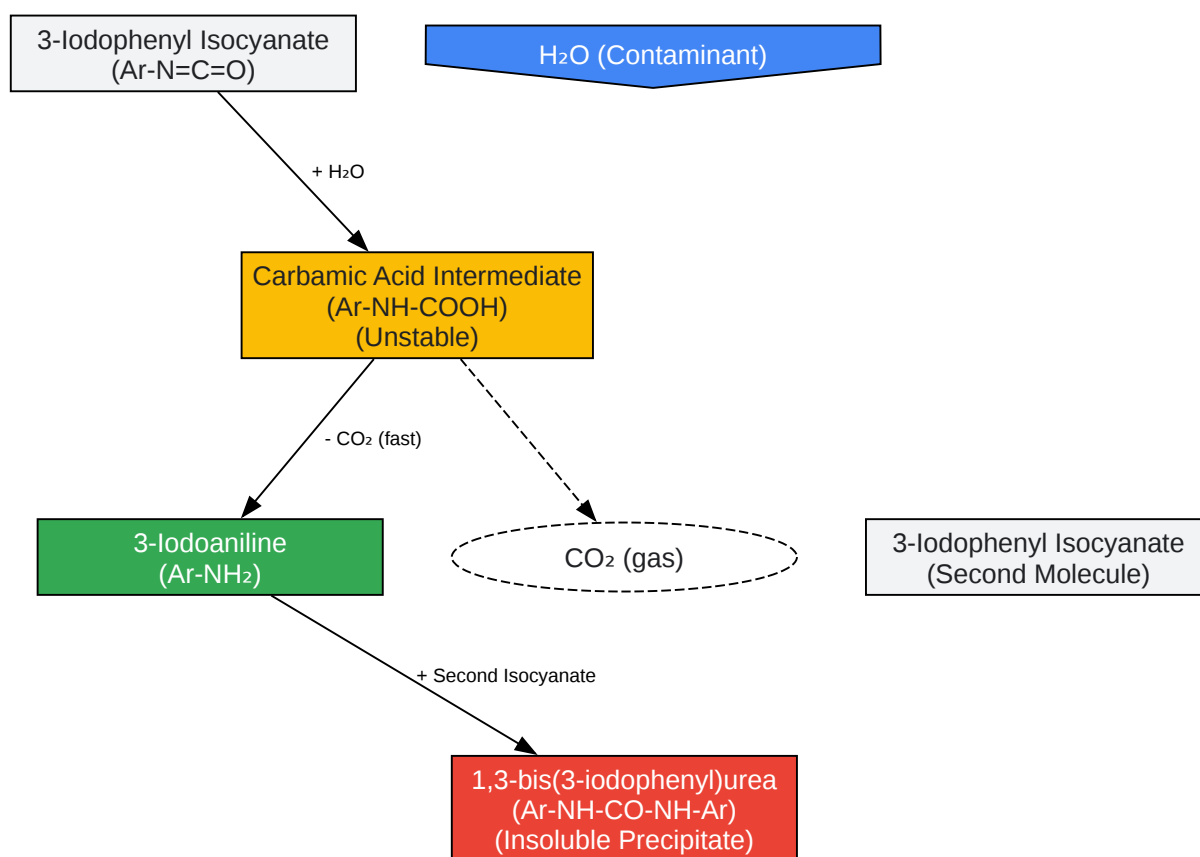 3-Iodophenyl Isocyanate
(Ar-N=C=O)
H₂O (Contaminant)
+ H₂O
Carbamic Acid Intermediate
(Ar-NH-COOH)
(Unstable)
- CO₂ (fast)
3-Iodoaniline
(Ar-NH₂)
CO₂ (gas)
3-Iodophenyl Isocyanate
(Second Molecule)
+ Second Isocyanate
1,3-bis(3-iodophenyl)urea
(Ar-NH-CO-NH-Ar)
(Insoluble Precipitate)